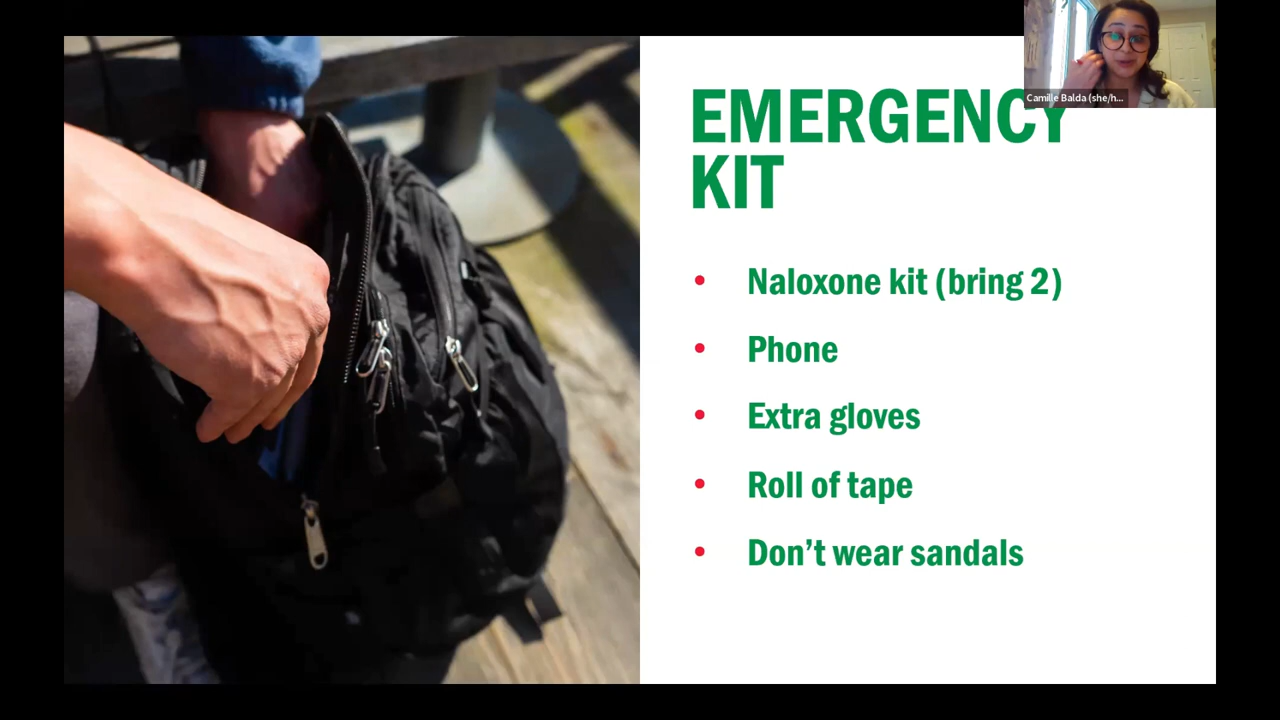 Camille Balda (she/h...
EMERGENCY
KIT
• Naloxone kit (bring 2)
• Phone
• Extra gloves
• Roll of tape
• Don't wear sandals